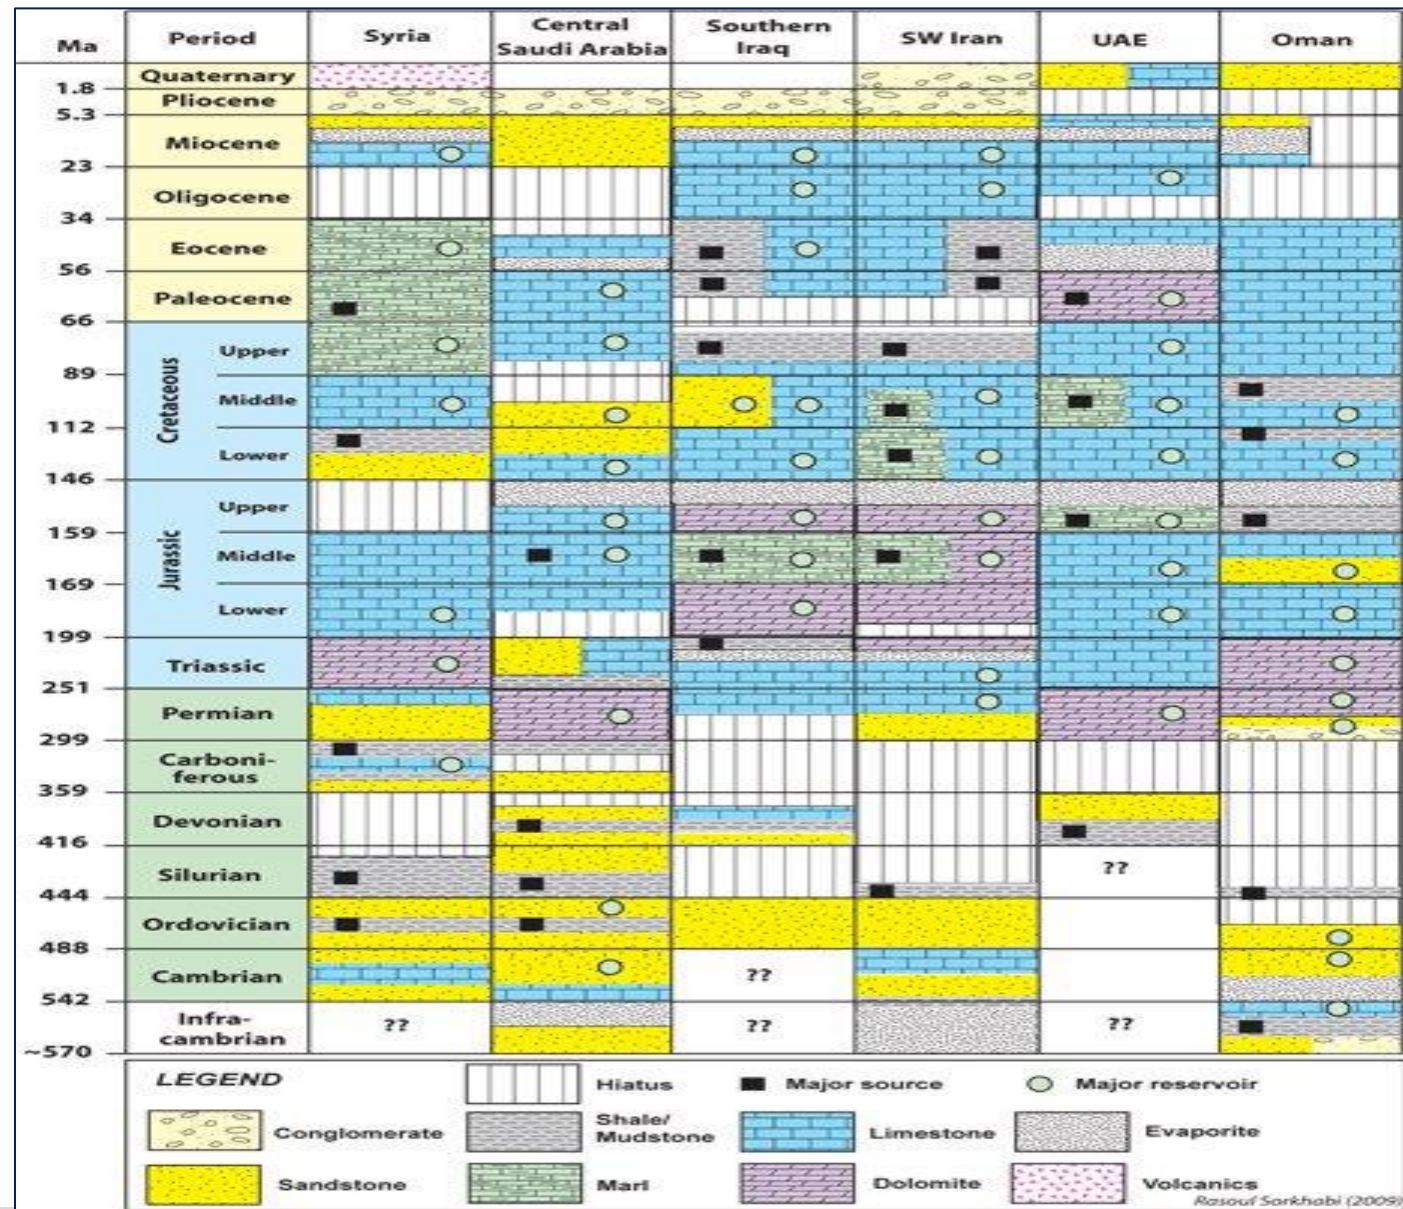 Ma Period Syria Central Saudi Arabia Southern Iraq SW Iran UAE Oman
Quaternary
1.8
Pliocene
5.3
Miocene
23
Oligocene
34
Eocene
56
Paleocene
66
Cretaceous
Upper
89
Middle
112
Lower
146
Jurassic
Upper
159
Middle
169
Lower
199
Triassic
251
Permian
299
Carboni-
ferous
359
Devonian
416
Silurian ??
444
Ordovician
488
Cambrian ??
542
Infra-
cambrian ?? ?? ??
~570
LEGEND
Hiatus Major source Major reservoir
Conglomerate Shale/ Mudstone Limestone Evaporite
Sandstone Marl Dolomite Volcanics
Rasoul Sorkhabi (2009)